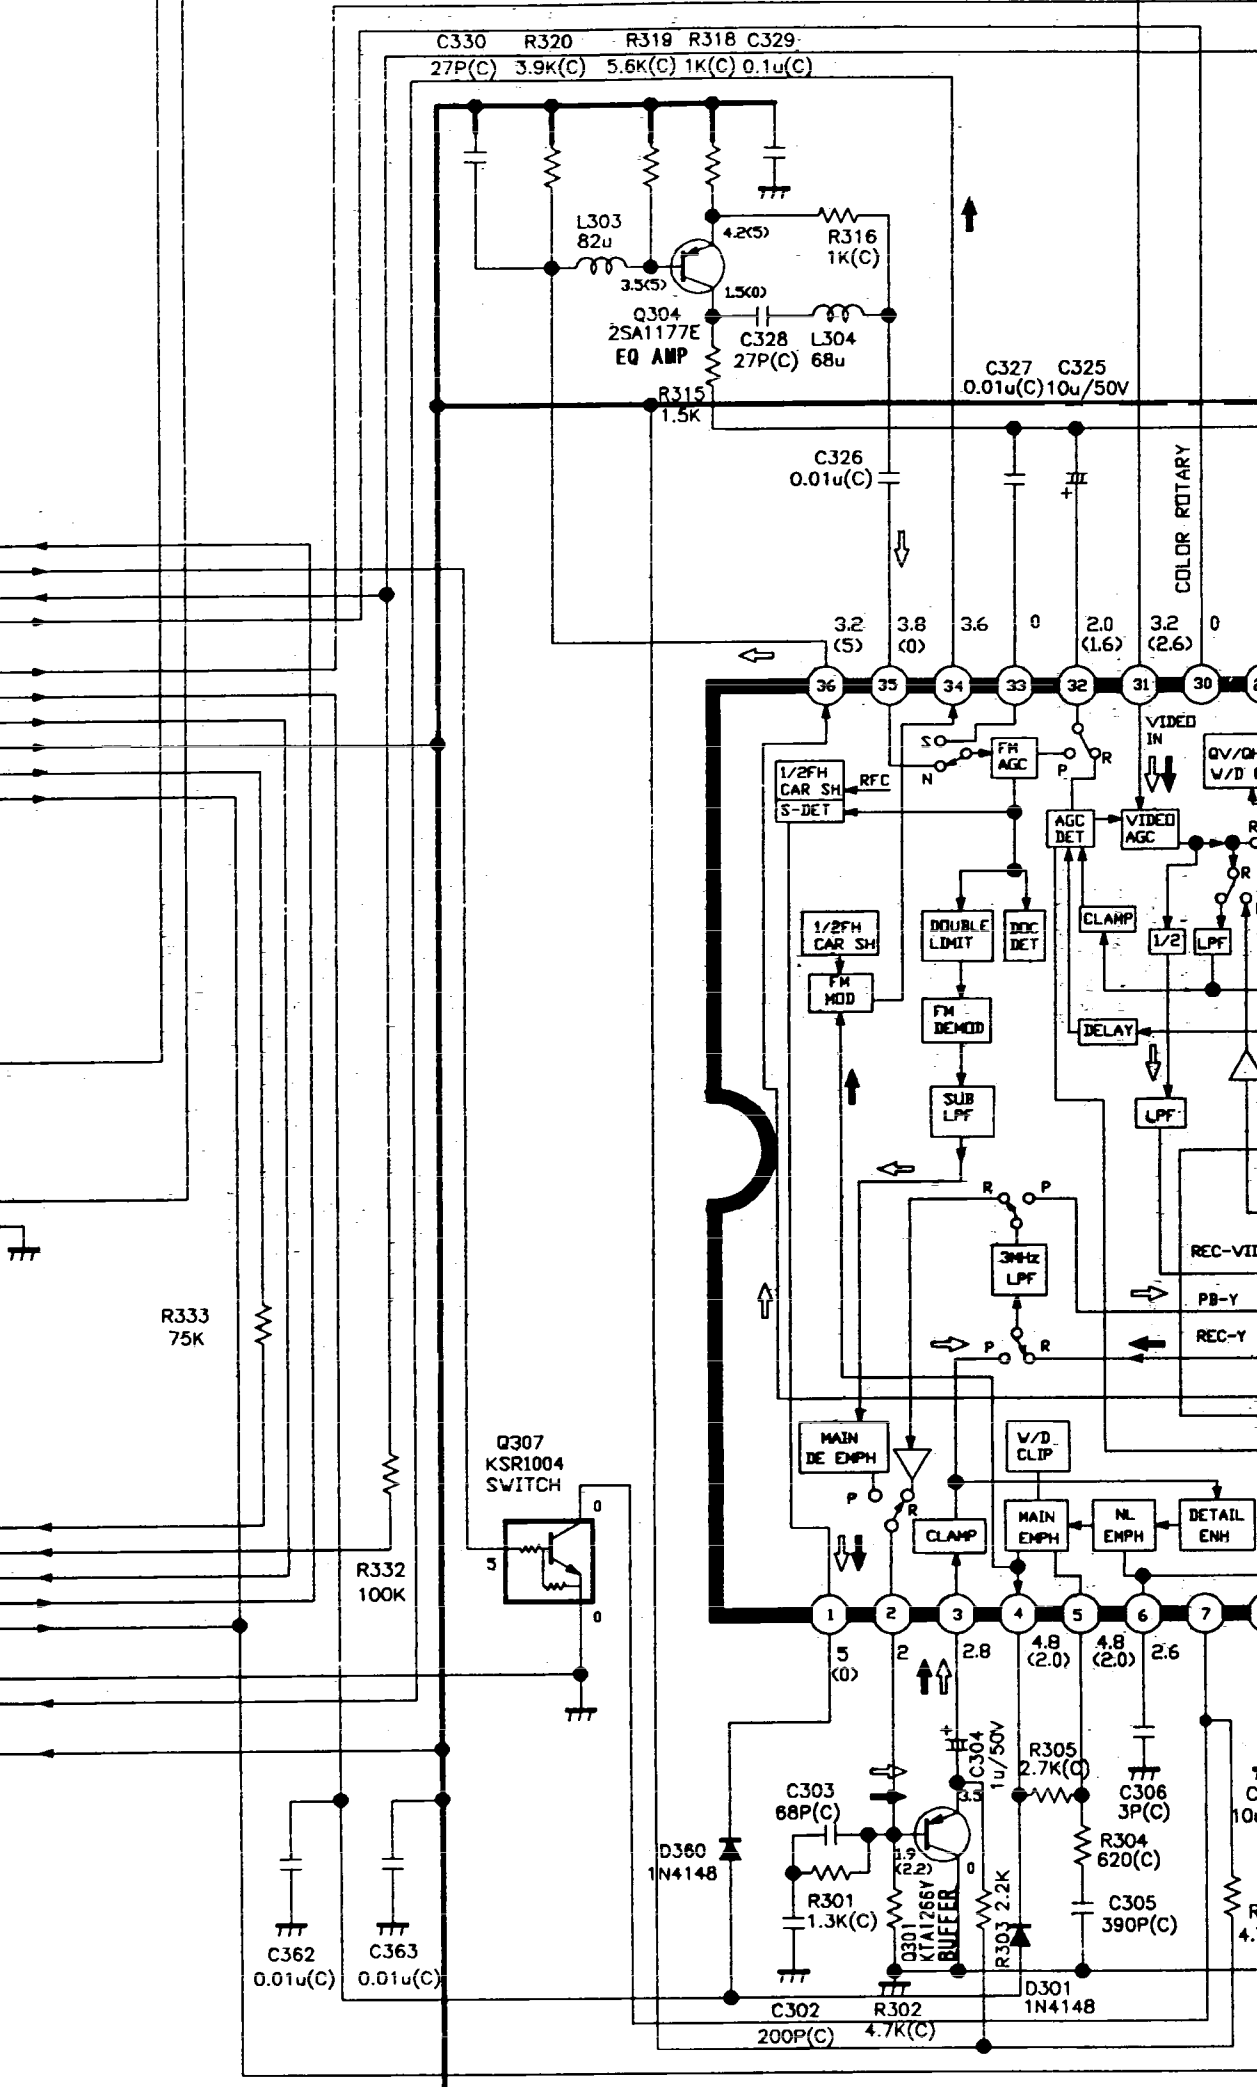 C330 R320 R319 R318 C329
27P(C) 3.9K(C) 5.6K(C) 1K(C) 0.1u(C)
L303
82u
4.2(5)
R316
1K(C)
3.5(5)
1.5(0)
Q304
2SA1177E
EQ AMP
C328
27P(C)
L304
68u
R315
1.5K
C327 C325
0.01u(C) 10u/50V
C326
0.01u(C)
COLOR ROTARY
3.2
(5)
3.8
(0)
3.6
0
2.0
(1.6)
3.2
(2.6)
0
36 35 34 33 32 31 30
VIDEO
IN
S
N
FM
AGC
P
R
1/2FH
CAR SH
S-DET
RFC
AGC
DET
VIDEO
AGC
R
1/2FH
CAR SH
DOUBLE
LIMIT
DOC
DET
CLAMP
1/2
LPF
FM
MOD
FM
DEMOD
DELAY
SUB
LPF
LPF
R P
3MHz
LPF
PB-Y
REC-Y
P R
R333
75K
MAIN
DE EMPH
W/D
CLIP
Q307
KSR1004
SWITCH
0
5
0
P
R
CLAMP
MAIN
EMPH
NL
EMPH
DETAIL
ENH
R332
100K
1 2 3 4 5 6 7
5
(0)
2
2.8
4.8
(2.0)
4.8
(2.0)
2.6
C304
1u/50V
R305
2.7K(C)
3.5
C303
68P(C)
C306
3P(C)
D360
1N4148
1.9
(2.2)
0
R304
620(C)
R301
1.3K(C)
Q301
KTA1266Y
BUFFER
R303 2.2K
C305
390P(C)
C362
0.01u(C)
C363
0.01u(C)
D301
1N4148
C302
200P(C)
R302
4.7K(C)